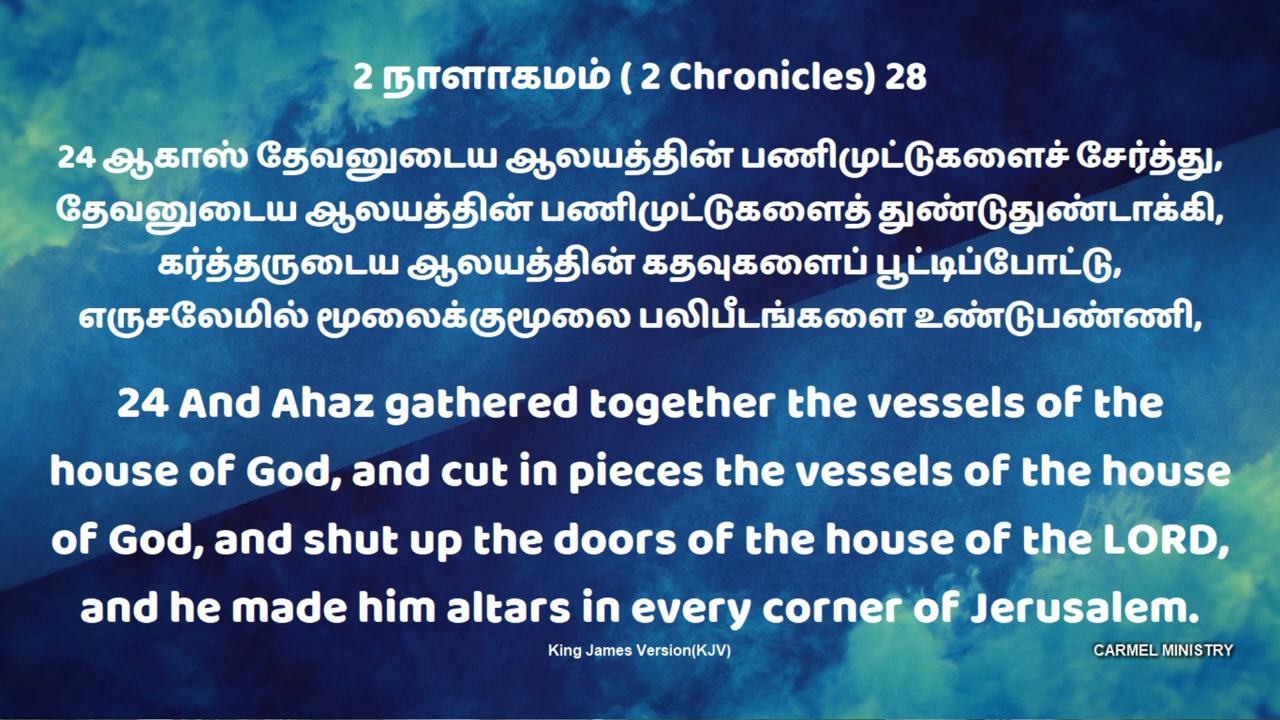 2 நாளாகமம் ( 2 Chronicles) 28
24 ஆகாஸ் தேவனுடைய ஆலயத்தின் பணிமுட்டுகளைச் சேர்த்து,
தேவனுடைய ஆலயத்தின் பணிமுட்டுகளைத் துண்டுதுண்டாக்கி,
கர்த்தருடைய ஆலயத்தின் கதவுகளைப் பூட்டிப்போட்டு,
எருசலேமில் மூலைக்குமூலை பலிபீடங்களை உண்டுபண்ணி,
24 And Ahaz gathered together the vessels of the
house of God, and cut in pieces the vessels of the house
of God, and shut up the doors of the house of the LORD,
and he made him altars in every corner of Jerusalem.
King James Version(KJV)
CARMEL MINISTRY